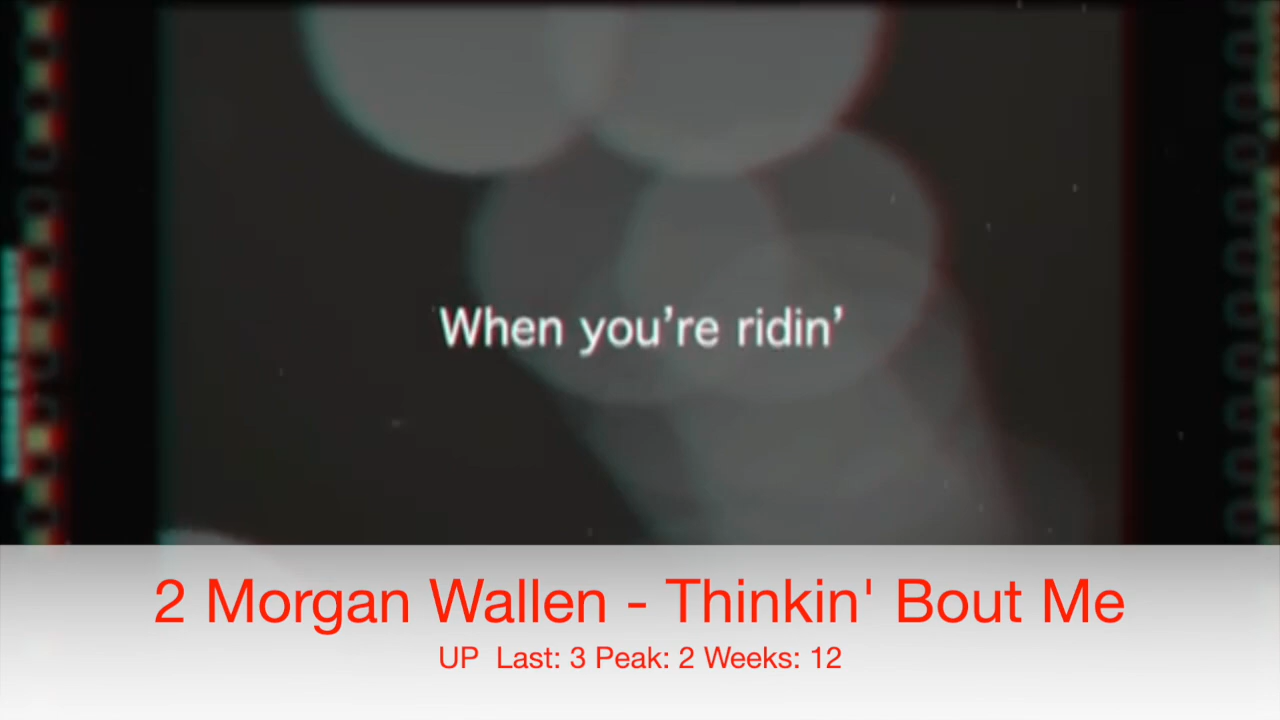 When you’re ridin’
2 Morgan Wallen - Thinkin' Bout Me
UP  Last: 3 Peak: 2 Weeks: 12